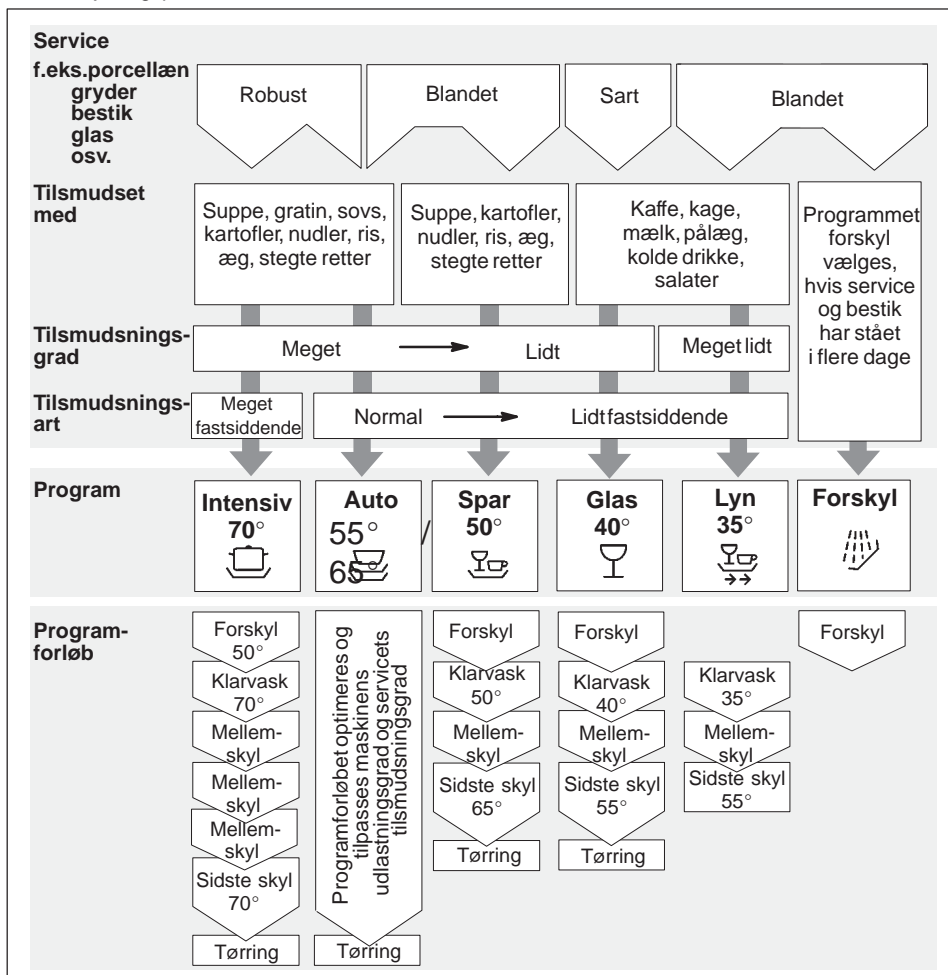 Service
f.eks.porcellæn
gryder
bestik
glas
osv.
Robust
Blandet
Sart
Blandet
Tilsmudset
med
Suppe, gratin, sovs,
kartofler, nudler, ris,
æg, stegte retter
Suppe, kartofler,
nudler, ris, æg,
stegte retter
Kaffe, kage,
mælk, pålæg,
kolde drikke,
salater
Programmet
forskyl
vælges,
hvis service
og bestik
har stået
i flere dage
Tilsmudsnings-
grad
Meget
Lidt
Meget lidt
Tilsmudsnings-
art
Meget
fastsiddende
Normal
Lidt fastsiddende
Program
Intensiv
70°
Auto
55° /
65°
Spar
50°
Glas
40°
Lyn
35°
Forskyl
Program-
forløb
Forskyl
50°
Klarvask
70°
Mellem-
skyl
Mellem-
skyl
Mellem-
skyl
Sidste skyl
70°
Tørring
Programforløbet optimeres og
tilpasses maskinens
udlastningsgrad og servicets
tilsmudsningsgrad
Tørring
Forskyl
Klarvask
50°
Mellem-
skyl
Sidste skyl
65°
Tørring
Forskyl
Klarvask
40°
Mellem-
skyl
Sidste skyl
55°
Tørring
Klarvask
35°
Mellem-
skyl
Sidste skyl
55°
Forskyl